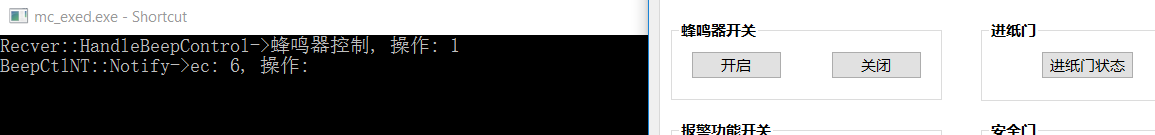 mc_exed.exe - Shortcut
Recver::HandleBeepControl->蜂鸣器控制, 操作: 1
BeepCtlNT::Notify->ec: 6, 操作:
蜂鸣器开关
进纸门
开启
关闭
进纸门状态
报警功能开关
安全门